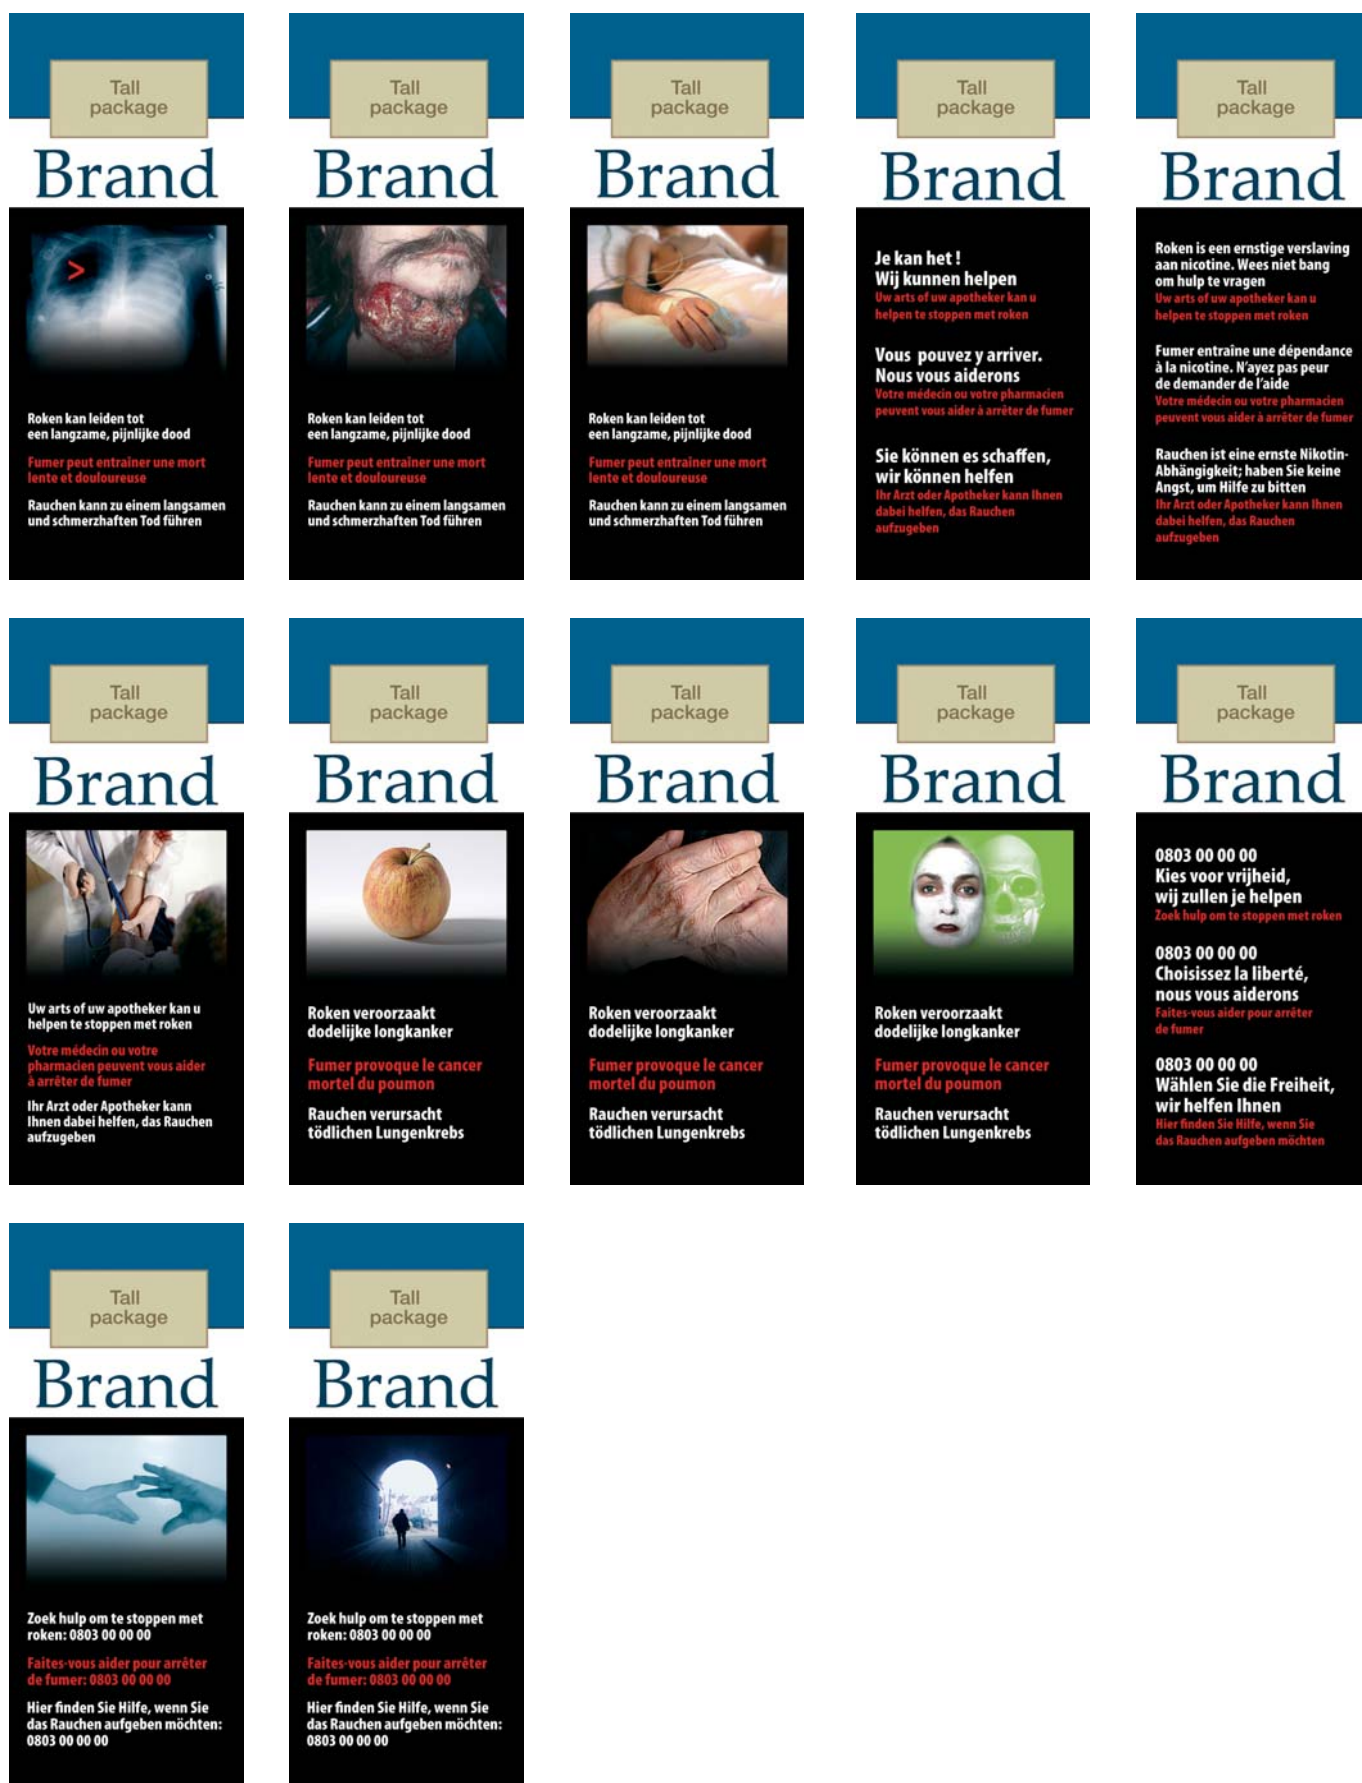 Tall
package
Brand
Roken kan leiden tot
een langzame, pijnlijke dood
Fumer peut entraîner une mort
lente et douloureuse
Rauchen kann zu einem langsamen
und schmerzhaften Tod führen
Tall
package
Brand
Roken kan leiden tot
een langzame, pijnlijke dood
Fumer peut entraîner une mort
lente et douloureuse
Rauchen kann zu einem langsamen
und schmerzhaften Tod führen
Tall
package
Brand
Roken kan leiden tot
een langzame, pijnlijke dood
Fumer peut entraîner une mort
lente et douloureuse
Rauchen kann zu einem langsamen
und schmerzhaften Tod führen
Tall
package
Brand
Je kan het !
Wij kunnen helpen
Uw arts of uw apotheker kan u
helpen te stoppen met roken
Vous pouvez y arriver.
Nous vous aiderons
Votre médecin ou votre pharmacien
peuvent vous aider à arrêter de fumer
Sie können es schaffen,
wir können helfen
Ihr Arzt oder Apotheker kann Ihnen
dabei helfen, das Rauchen
aufzugeben
Tall
package
Brand
Roken is een ernstige verslaving
aan nicotine. Wees niet bang
om hulp te vragen
Uw arts of uw apotheker kan u
helpen te stoppen met roken
Fumer entraîne une dépendance
à la nicotine. N'ayez pas peur
de demander de l'aide
Votre médecin ou votre pharmacien
peuvent vous aider à arrêter de fumer
Rauchen ist eine ernste Nikotin-
Abhängigkeit; haben Sie keine
Angst, um Hilfe zu bitten
Ihr Arzt oder Apotheker kann Ihnen
dabei helfen, das Rauchen
aufzugeben
Tall
package
Brand
Uw arts of uw apotheker kan u
helpen te stoppen met roken
Votre médecin ou votre
pharmacien peuvent vous aider
à arrêter de fumer
Ihr Arzt oder Apotheker kann
Ihnen dabei helfen, das Rauchen
aufzugeben
Tall
package
Brand
Roken veroorzaakt
dodelijke longkanker
Fumer provoque le cancer
mortel du poumon
Rauchen verursacht
tödlichen Lungenkrebs
Tall
package
Brand
Roken veroorzaakt
dodelijke longkanker
Fumer provoque le cancer
mortel du poumon
Rauchen verursacht
tödlichen Lungenkrebs
Tall
package
Brand
Roken veroorzaakt
dodelijke longkanker
Fumer provoque le cancer
mortel du poumon
Rauchen verursacht
tödlichen Lungenkrebs
Tall
package
Brand
0803 00 00 00
Kies voor vrijheid,
wij zullen je helpen
Zoek hulp om te stoppen met roken
0803 00 00 00
Choisissez la liberté,
nous vous aiderons
Faites-vous aider pour arrêter
de fumer
0803 00 00 00
Wählen Sie die Freiheit,
wir helfen Ihnen
Hier finden Sie Hilfe, wenn Sie
das Rauchen aufgeben möchten
Tall
package
Brand
Zoek hulp om te stoppen met
roken: 0803 00 00 00
Faites-vous aider pour arrêter
de fumer: 0803 00 00 00
Hier finden Sie Hilfe, wenn Sie
das Rauchen aufgeben möchten:
0803 00 00 00
Tall
package
Brand
Zoek hulp om te stoppen met
roken: 0803 00 00 00
Faites-vous aider pour arrêter
de fumer: 0803 00 00 00
Hier finden Sie Hilfe, wenn Sie
das Rauchen aufgeben möchten:
0803 00 00 00